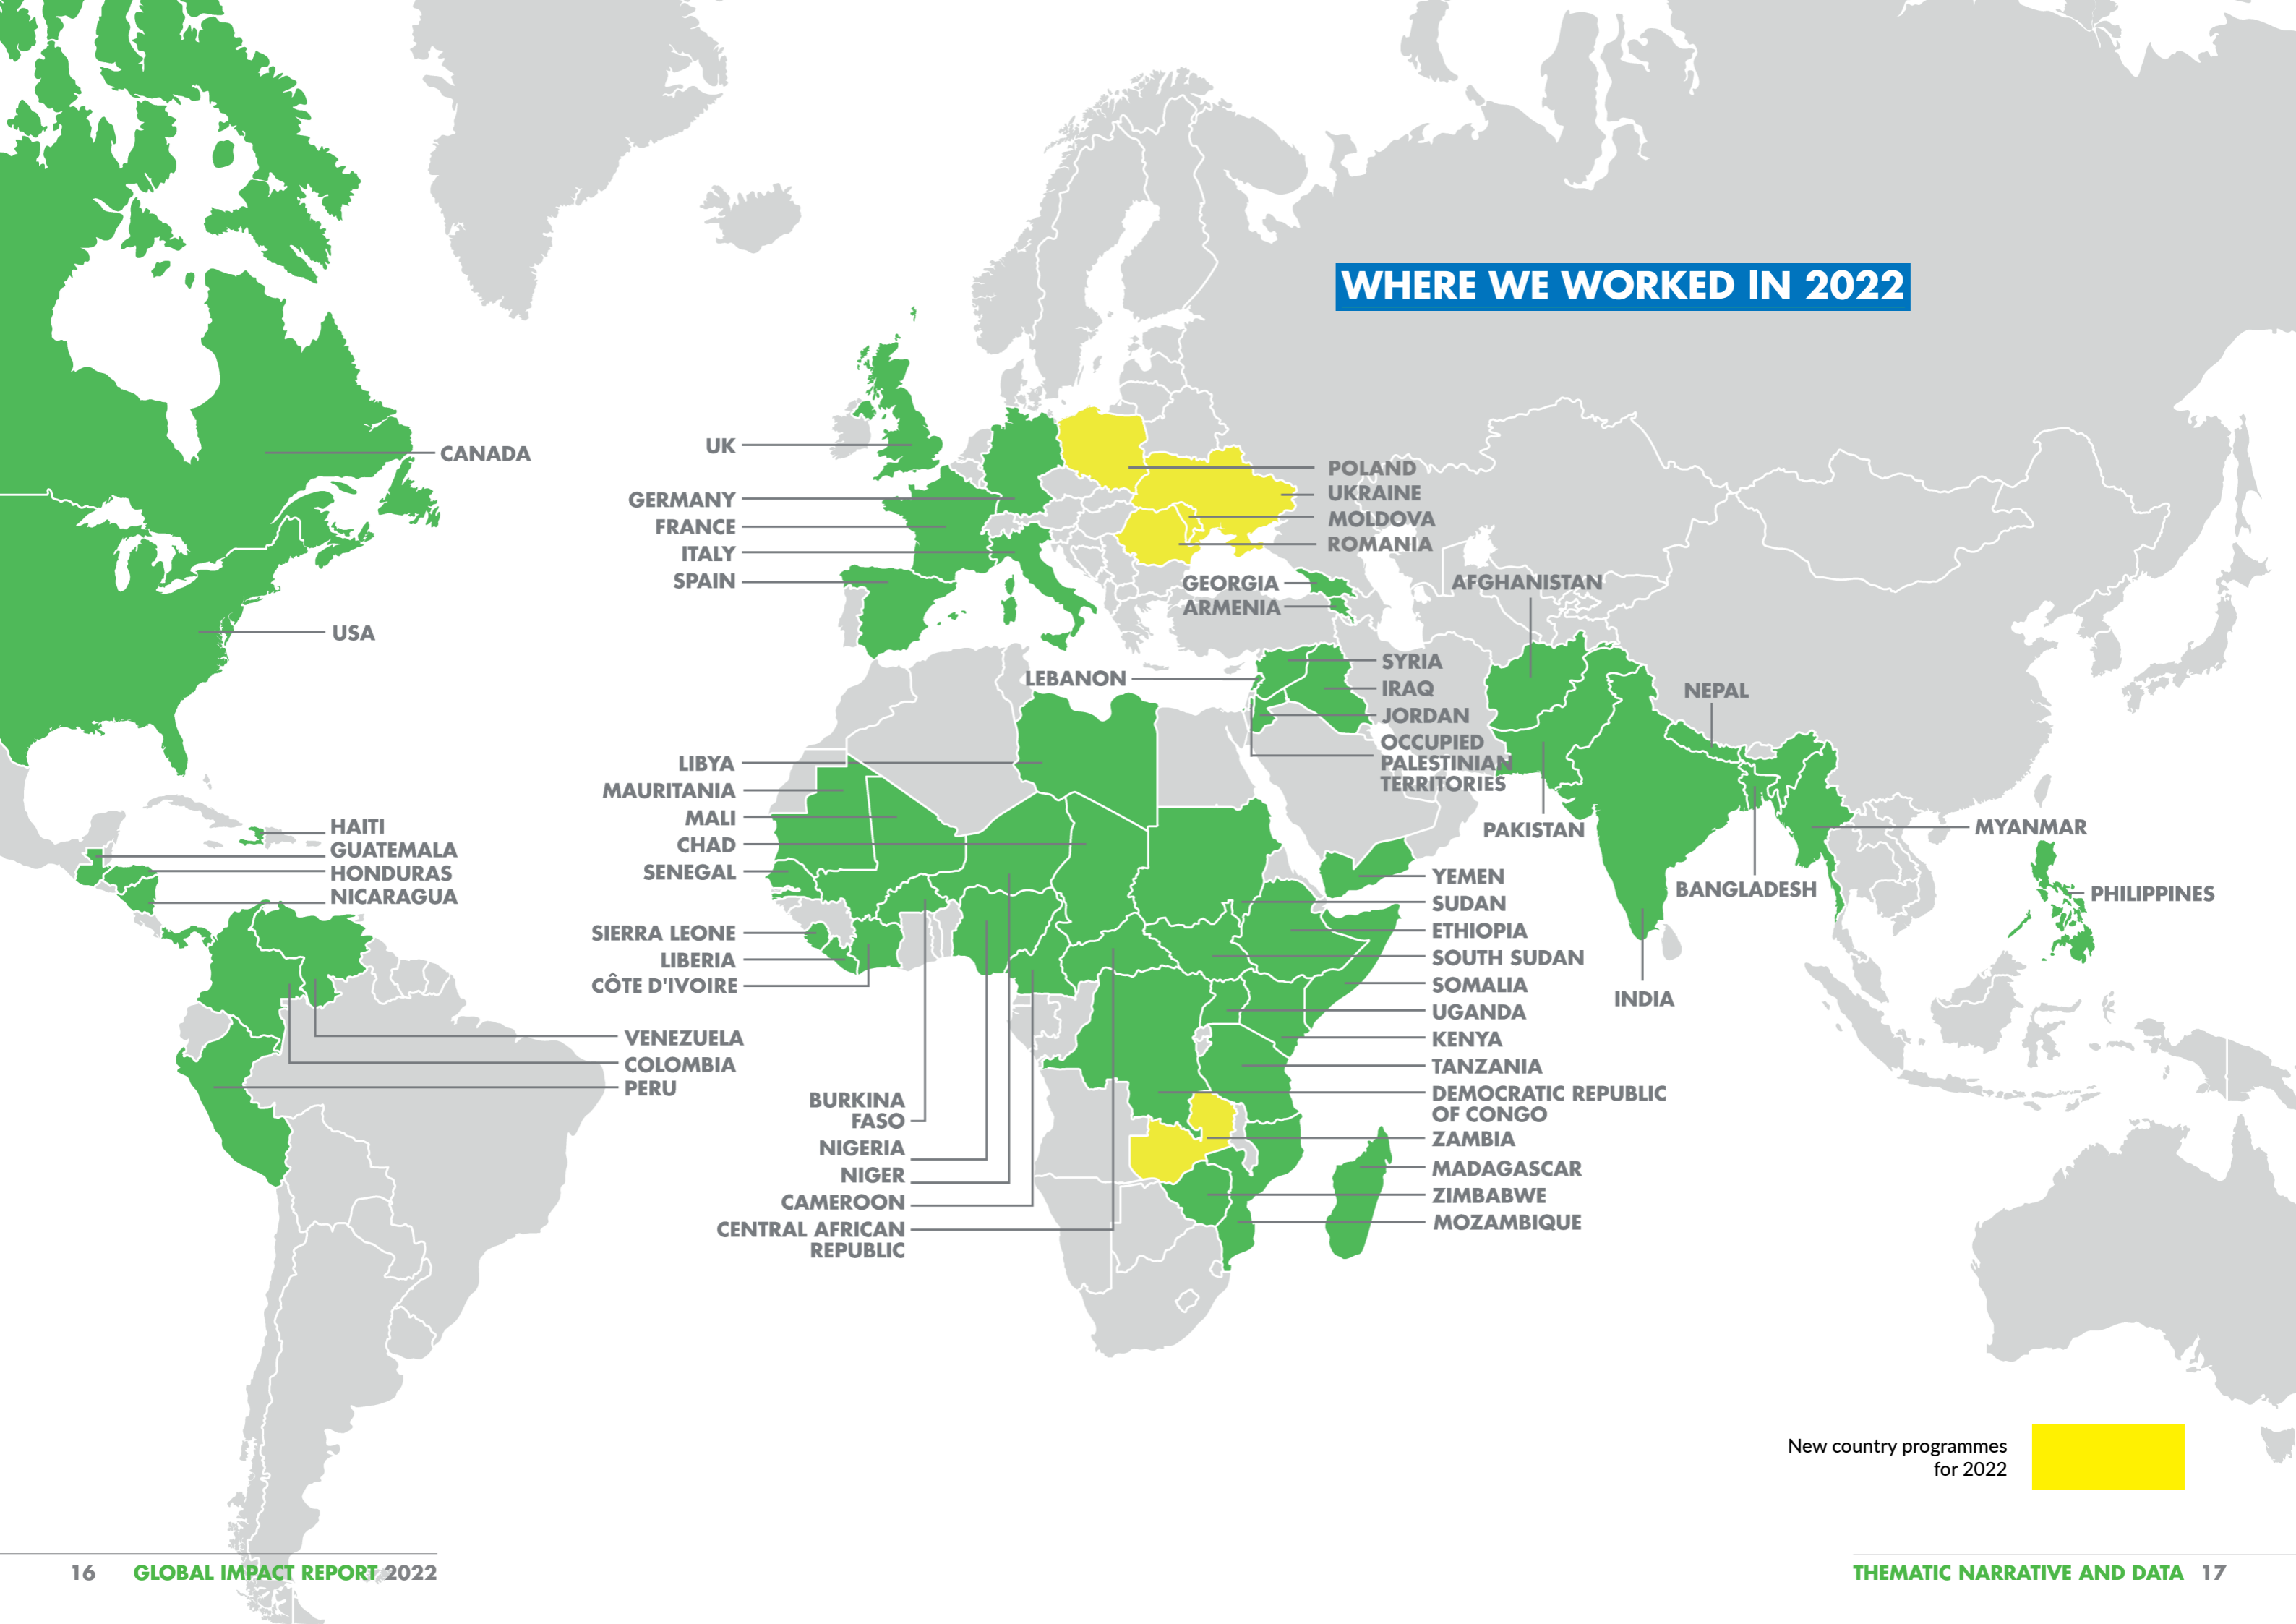 WHERE WE WORKED IN 2022
CANADA
USA
HAITI
GUATEMALA
HONDURAS
NICARAGUA
VENEZUELA
COLOMBIA
PERU
UK
GERMANY
FRANCE
ITALY
SPAIN
POLAND
UKRAINE
MOLDOVA
ROMANIA
GEORGIA
ARMENIA
AFGHANISTAN
LEBANON
SYRIA
IRAQ
JORDAN
OCCUPIED
PALESTINIAN
TERRITORIES
NEPAL
PAKISTAN
BANGLADESH
INDIA
MYANMAR
PHILIPPINES
LIBYA
MAURITANIA
MALI
CHAD
SENEGAL
SIERRA LEONE
LIBERIA
CÔTE D'IVOIRE
BURKINA
FASO
NIGERIA
NIGER
CAMEROON
CENTRAL AFRICAN
REPUBLIC
YEMEN
SUDAN
ETHIOPIA
SOUTH SUDAN
SOMALIA
UGANDA
KENYA
TANZANIA
DEMOCRATIC REPUBLIC
OF CONGO
ZAMBIA
MADAGASCAR
ZIMBABWE
MOZAMBIQUE
New country programmes
for 2022
16 GLOBAL IMPACT REPORT 2022
THEMATIC NARRATIVE AND DATA 17